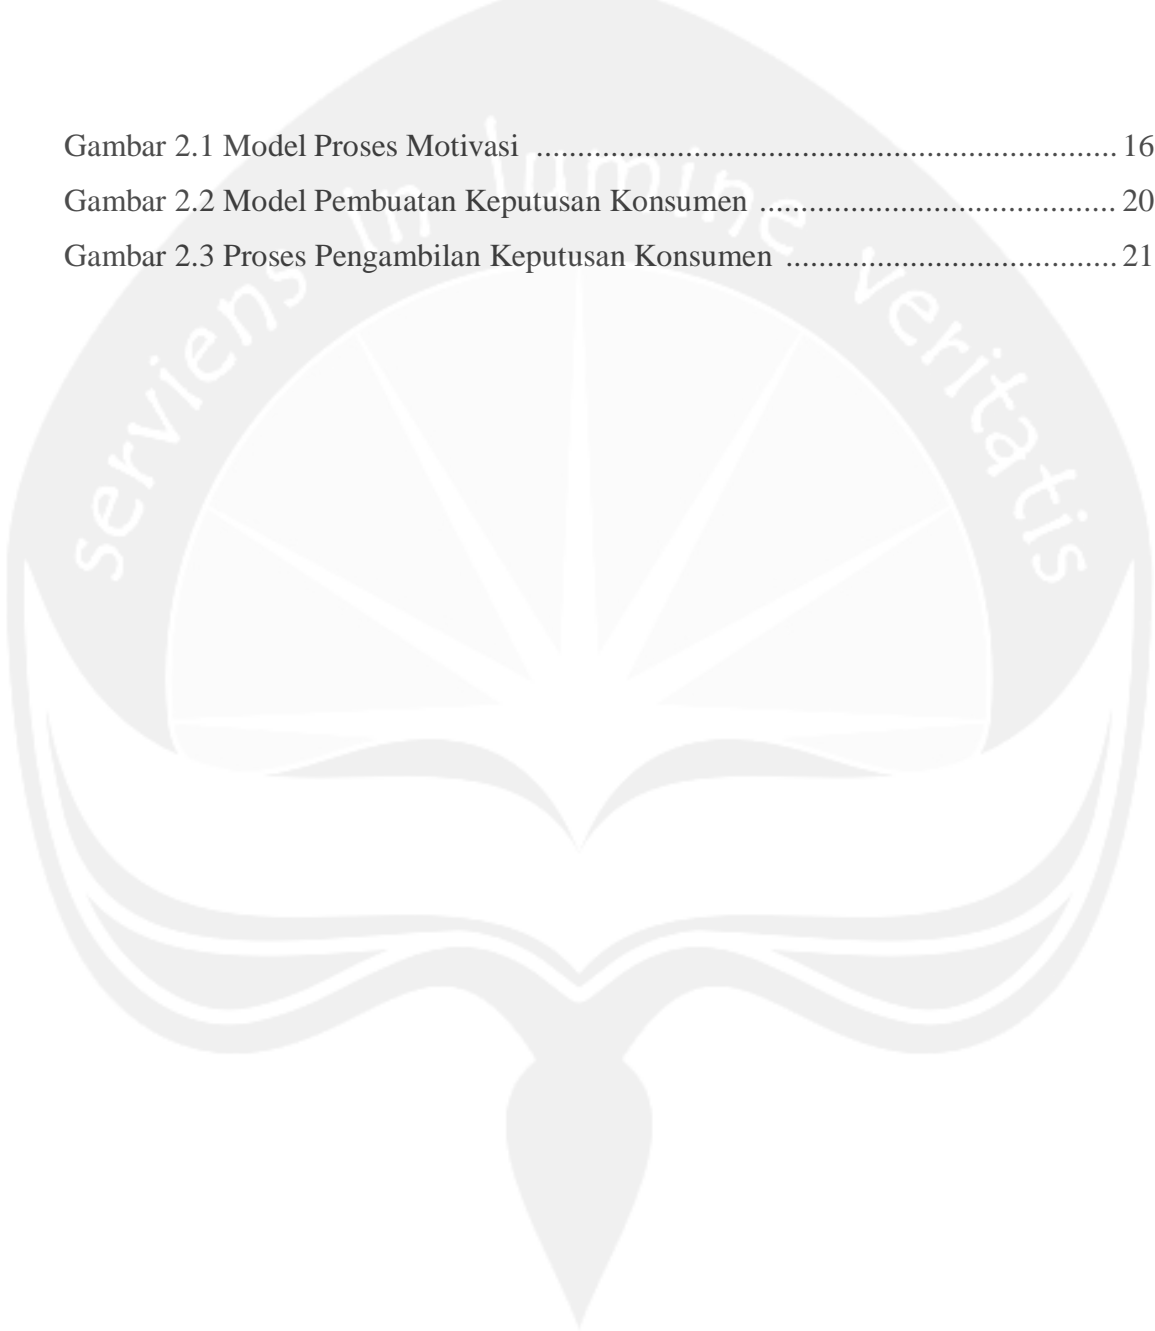 Gambar 2.1 Model Proses Motivasi ........................................................................ 16
Gambar 2.2 Model Pembuatan Keputusan Konsumen ............................................ 20
Gambar 2.3 Proses Pengambilan Keputusan Konsumen ......................................... 21
serviens in lumine veritatis